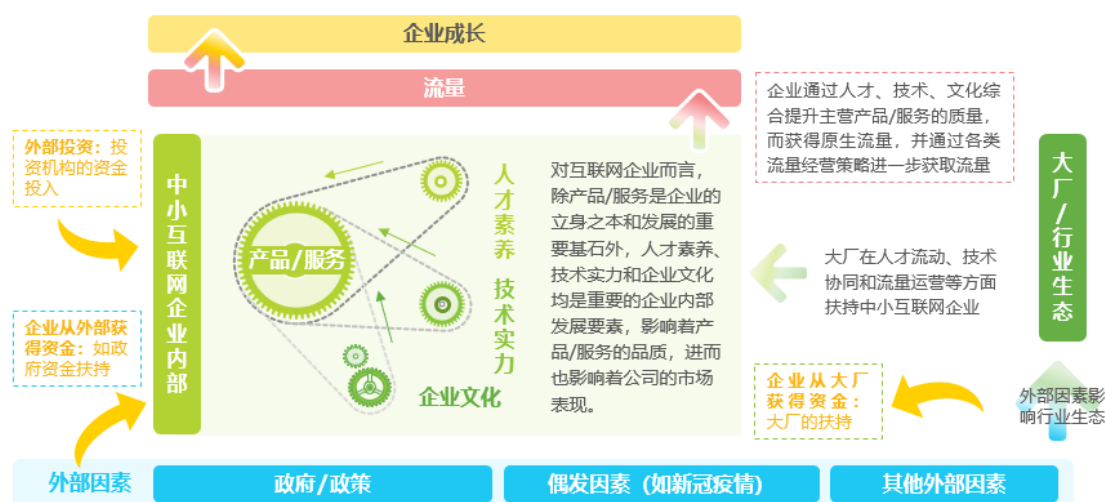 企业成长
流量
企业通过人才、技术、文化综
合提升主营产品/服务的质量，
而获得原生流量，并通过各类
流量经营策略进一步获取流量
外部投资：投
资机构的资金
投入
企业从外部获
得资金：如政
府资金扶持
中小互联网企业内部
产品/服务
人才素养
技术实力
企业文化
对互联网企业而言，
除产品/服务是企业的
立身之本和发展的重
要基石外，人才素养、
技术实力和企业文化
均是重要的企业内部
发展要素，影响着产
品/服务的品质，进而
也影响着公司的市场
表现。
大厂在人才流动、技术
协同和流量运营等方面
扶持中小互联网企业
企业从大厂
获得资金：
大厂的扶持
大厂/行业生态
外部因素影
响行业生态
外部因素
政府/政策
偶发因素（如新冠疫情）
其他外部因素